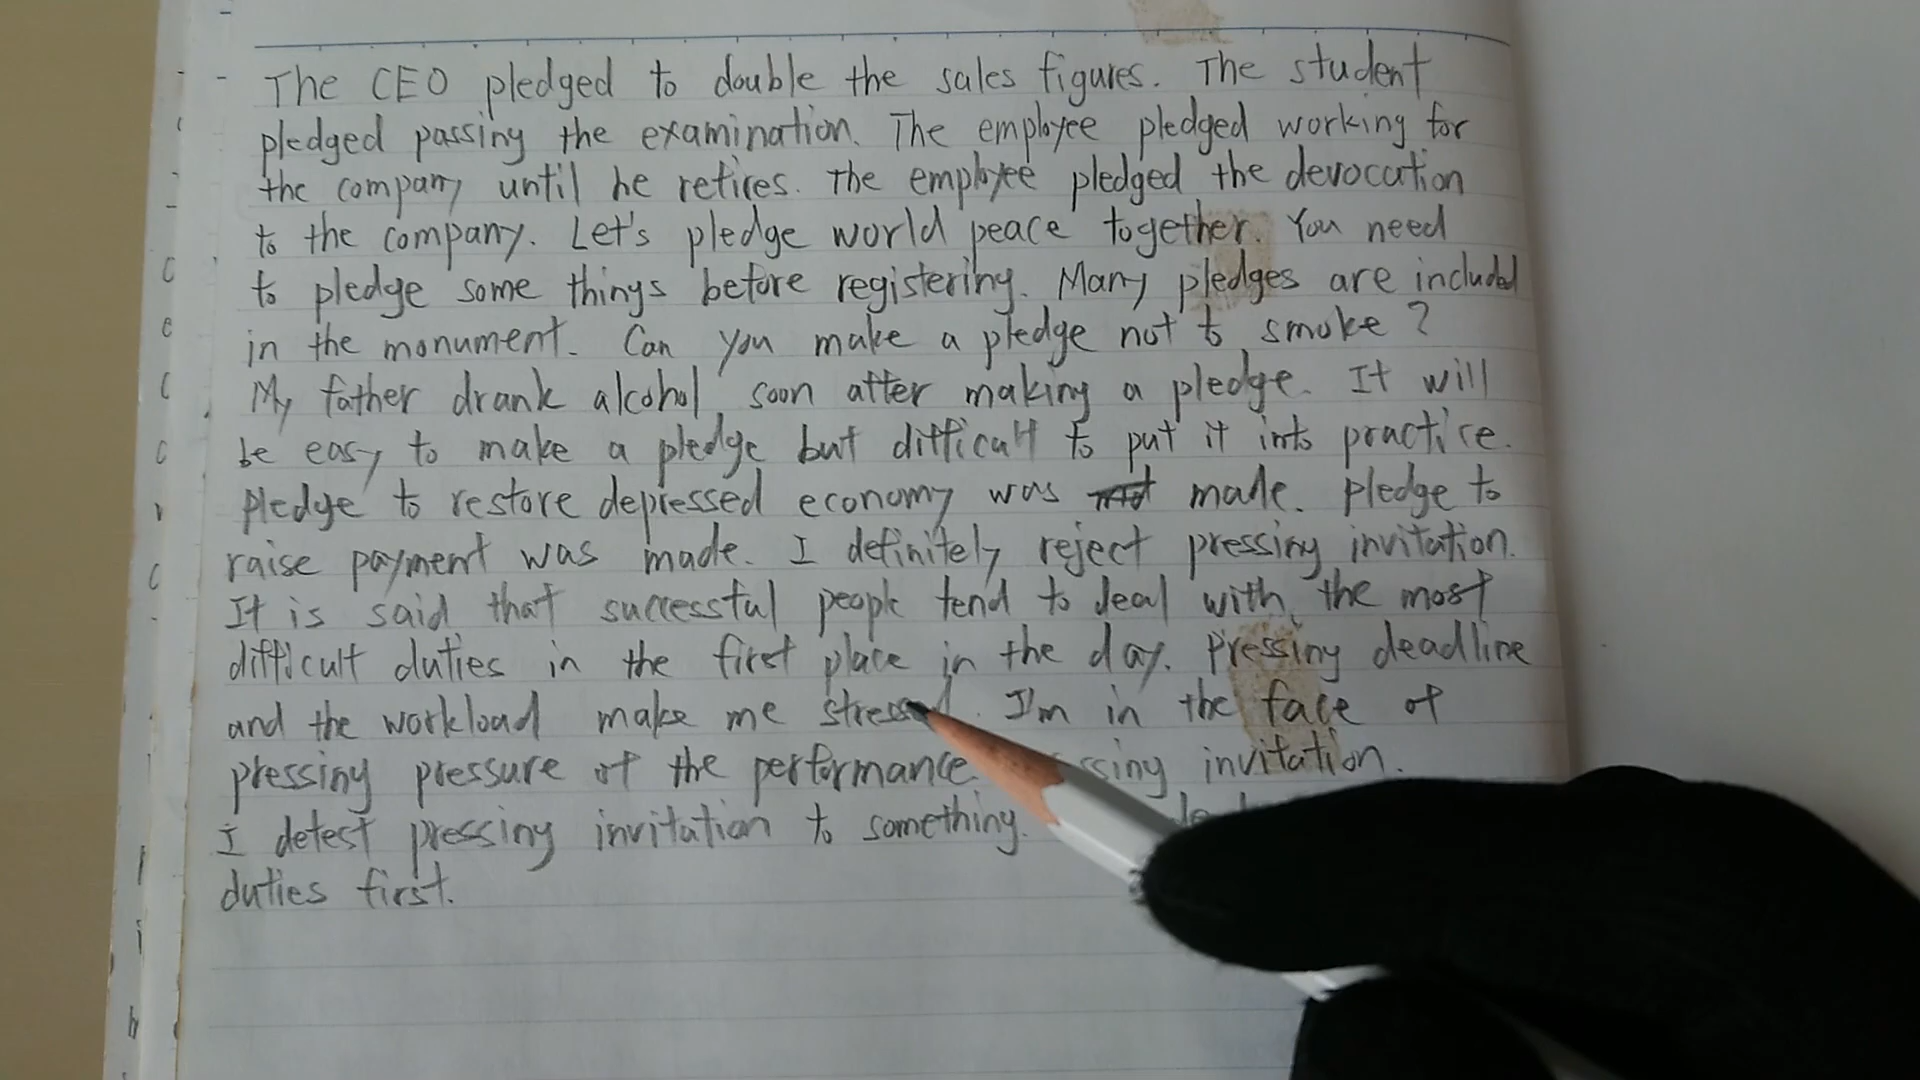 The CEO pledged to double the sales figures. The student
pledged passing the examination. The employee pledged working for
the company until he retires. The employee pledged the devocation
to the company. Let's pledge world peace together. You need
to pledge some things before registering. Many pledges are included
in the monument. Can you make a pledge not to smoke?
My father drank alcohol soon after making a pledge. It will
be easy to make a pledge but difficult to put it into practice.
Pledge to restore depressed economy was made. Pledge to
raise payment was made. I definitely reject pressing invitation.
It is said that successful people tend to deal with the most
difficult duties in the first place in the day. Pressing deadline
and the workload make me stressed. I'm in the face of
pressing pressure of the performance. invitation.
I detest pressing invitation to something.
duties first.